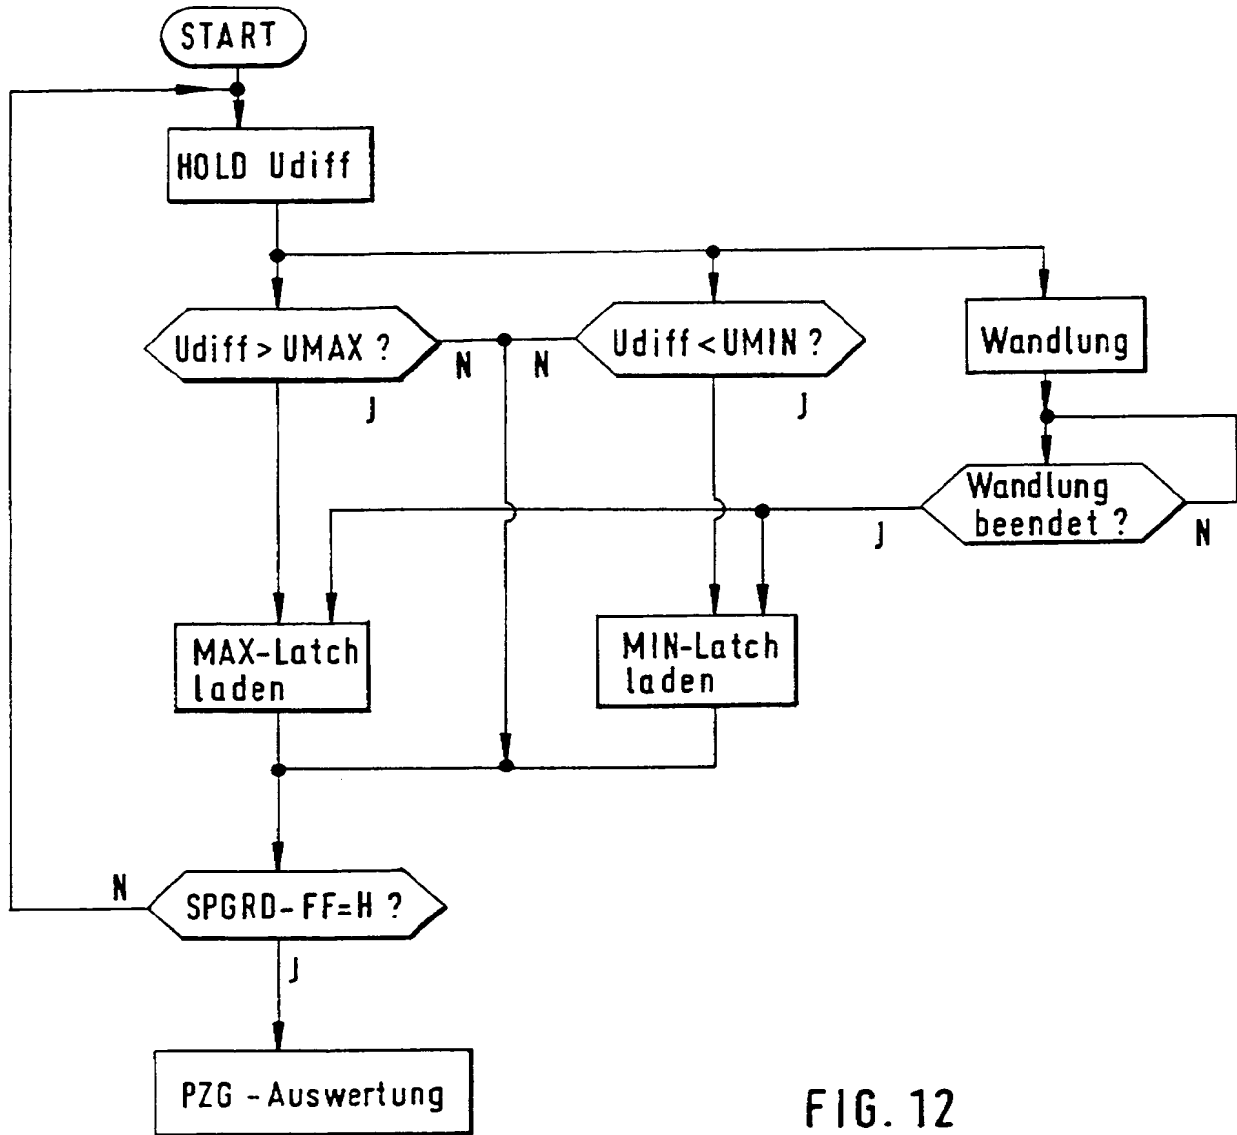 START
HOLD Udiff
Udiff > UMAX ?
N
N
Udiff < UMIN ?
Wandlung
J
J
Wandlung
beendet ?
J
N
MAX-Latch
laden
MIN-Latch
laden
N
SPGRD-FF=H ?
J
PZG - Auswertung
FIG. 12